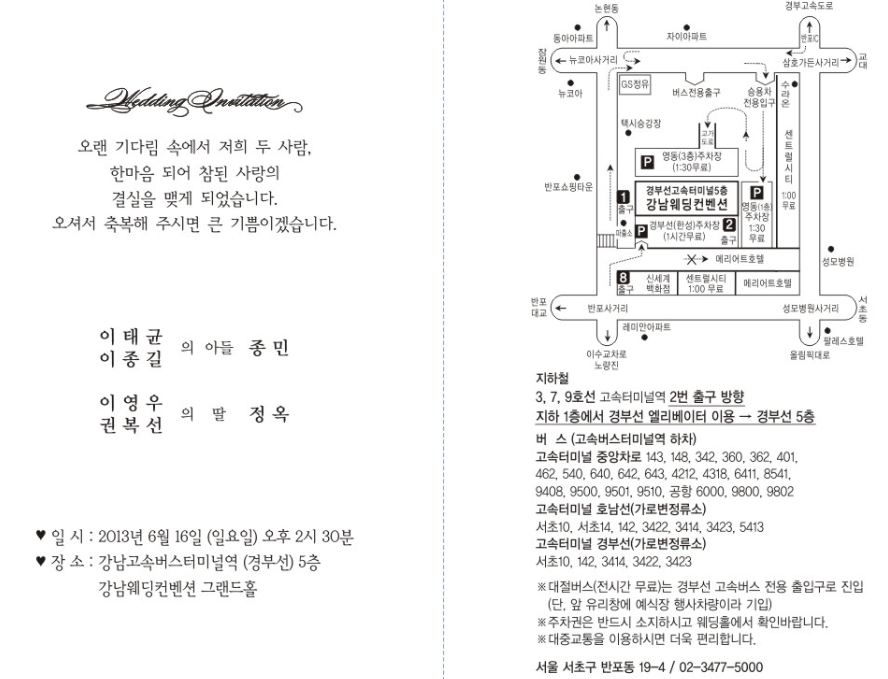 Wedding Invitation
오랜 기다림 속에서 저희 두 사람,
한마음 되어 참된 사랑의
결실을 맺게 되었습니다.
오셔서 축복해 주시면 큰 기쁨이겠습니다.
이 태 균
이 종 길
의 아들 종 민
이 영 우
권 복 선
의 딸 정 옥
♥ 일 시 : 2013년 6월 16일 (일요일) 오후 2시 30분
♥ 장 소 : 강남고속버스터미널역 (경부선) 5층
강남웨딩컨벤션 그랜드홀
논현동
경부고속도로
동아아파트
자이아파트
반포IC
잠원동
뉴코아사거리
삼호가든사거리
교대
뉴코아
GS정유
버스전용출구
승용차
전용입구
수라온
택시승강장
고가
도로
센트럴시티
P
영동(3층)주차장
(1:30무료)
반포쇼핑타운
1
출구
경부선고속터미널5층
강남웨딩컨벤션
P
영동(1층)
주차장
1:30
무료
1:00
무료
파출소
P
경부선(한성)주차장
(1시간무료)
2
출구
메리어트호텔
성모병원
8
출구
신세계
백화점
센트럴시티
1:00 무료
메리어트호텔
반포
대교
반포사거리
성모병원사거리
서초동
레미안아파트
팔레스호텔
이수교차로
노량진
올림픽대로
지하철
3, 7, 9호선 고속터미널역 2번 출구 방향
지하 1층에서 경부선 엘리베이터 이용 → 경부선 5층
버 스 (고속버스터미널역 하차)
고속터미널 중앙차로 143, 148, 342, 360, 362, 401,
462, 540, 640, 642, 643, 4212, 4318, 6411, 8541,
9408, 9500, 9501, 9510, 공항 6000, 9800, 9802
고속터미널 호남선(가로변정류소)
서초10, 서초14, 142, 3422, 3414, 3423, 5413
고속터미널 경부선(가로변정류소)
서초10, 142, 3414, 3422, 3423
※ 대절버스(전시간 무료)는 경부선 고속버스 전용 출입구로 진입
(단, 앞 유리창에 예식장 행사차량이라 기입)
※ 주차권은 반드시 소지하시고 웨딩홀에서 확인바랍니다.
※ 대중교통을 이용하시면 더욱 편리합니다.
서울 서초구 반포동 19-4 / 02-3477-5000